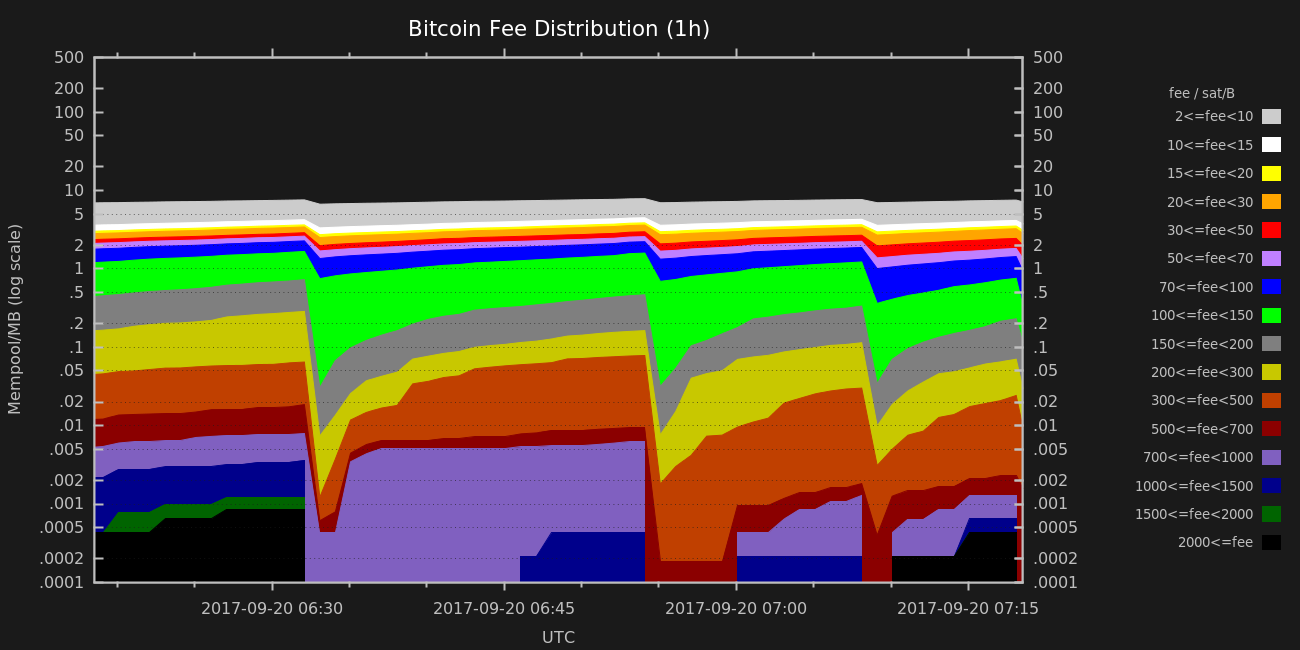 Bitcoin Fee Distribution (1h)
Mempool/MB (log scale)
500
200
100
50
20
10
5
2
1
.5
.2
.1
.05
.02
.01
.005
.002
.001
.0005
.0002
.0001
500
200
100
50
20
10
5
2
1
.5
.2
.1
.05
.02
.01
.005
.002
.001
.0005
.0002
.0001
2017-09-20 06:30
2017-09-20 06:45
2017-09-20 07:00
2017-09-20 07:15
UTC
fee / sat/B
2<=fee<10
10<=fee<15
15<=fee<20
20<=fee<30
30<=fee<50
50<=fee<70
70<=fee<100
100<=fee<150
150<=fee<200
200<=fee<300
300<=fee<500
500<=fee<700
700<=fee<1000
1000<=fee<1500
1500<=fee<2000
2000<=fee